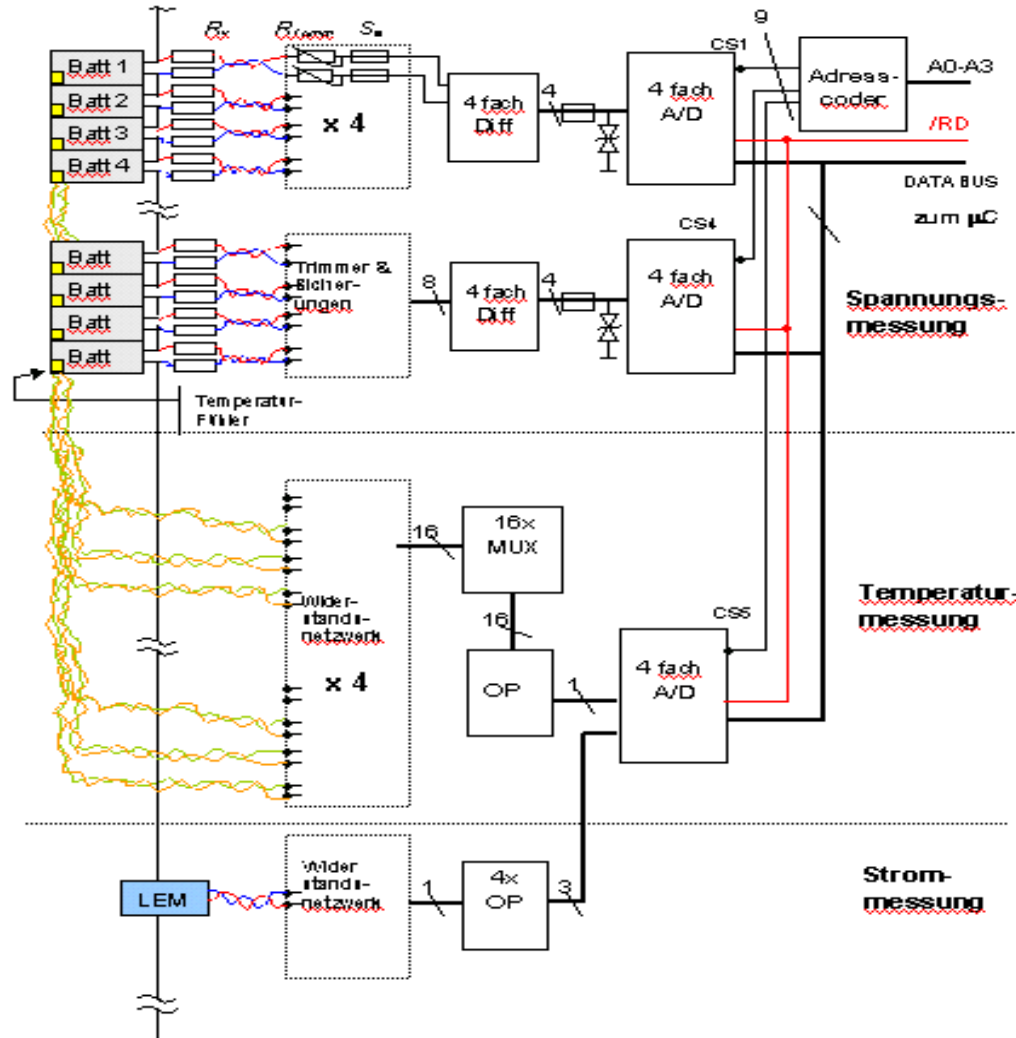 Rx RTrimm Sa
9
CS1
Batt 1
Batt 2
Batt 3
Batt 4
x 4
4 fach
Diff
4
4 fach
A/D
Adress-
coder
A0-A3
/RD
DATA BUS
zum µC
CS4
Batt
Batt
Batt
Batt
Trimmer &
Sicher-
ungen
8
4 fach
Diff
4
4 fach
A/D
Spannungs-
messung
Temperatur-
Fühler
Wider-
stands-
netzwerk
x 4
16
16x
MUX
16
OP
1
CS5
4 fach
A/D
Temperatur-
messung
LEM
Wider
stands-
netzwerk
1
4x
OP
3
Strom-
messung